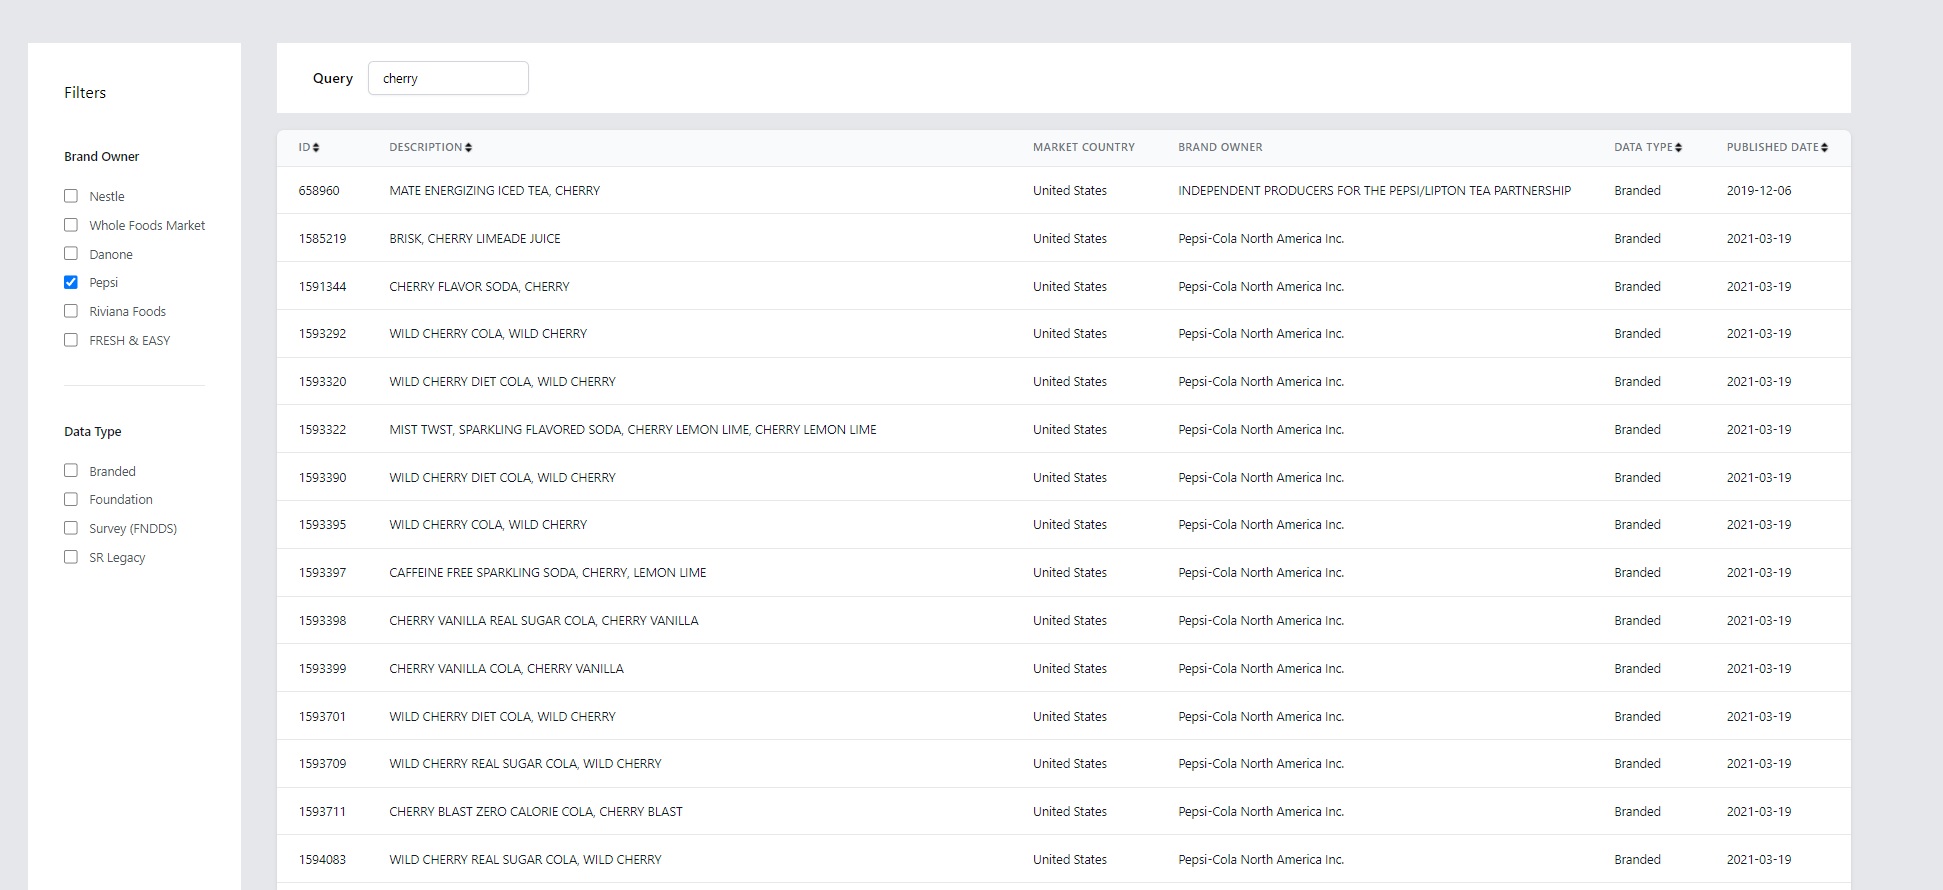 Filters
Brand Owner
Nestle
Whole Foods Market
Danone
Pepsi
Riviana Foods
FRESH & EASY
Data Type
Branded
Foundation
Survey (FNDDS)
SR Legacy
Query cherry
ID DESCRIPTION MARKET COUNTRY BRAND OWNER DATA TYPE PUBLISHED DATE
658960 MATE ENERGIZING ICED TEA, CHERRY United States INDEPENDENT PRODUCERS FOR THE PEPSI/LIPTON TEA PARTNERSHIP Branded 2019-12-06
1585219 BRISK, CHERRY LIMEADE JUICE United States Pepsi-Cola North America Inc. Branded 2021-03-19
1591344 CHERRY FLAVOR SODA, CHERRY United States Pepsi-Cola North America Inc. Branded 2021-03-19
1593292 WILD CHERRY COLA, WILD CHERRY United States Pepsi-Cola North America Inc. Branded 2021-03-19
1593320 WILD CHERRY DIET COLA, WILD CHERRY United States Pepsi-Cola North America Inc. Branded 2021-03-19
1593322 MIST TWST, SPARKLING FLAVORED SODA, CHERRY LEMON LIME, CHERRY LEMON LIME United States Pepsi-Cola North America Inc. Branded 2021-03-19
1593390 WILD CHERRY DIET COLA, WILD CHERRY United States Pepsi-Cola North America Inc. Branded 2021-03-19
1593395 WILD CHERRY COLA, WILD CHERRY United States Pepsi-Cola North America Inc. Branded 2021-03-19
1593397 CAFFEINE FREE SPARKLING SODA, CHERRY, LEMON LIME United States Pepsi-Cola North America Inc. Branded 2021-03-19
1593398 CHERRY VANILLA REAL SUGAR COLA, CHERRY VANILLA United States Pepsi-Cola North America Inc. Branded 2021-03-19
1593399 CHERRY VANILLA COLA, CHERRY VANILLA United States Pepsi-Cola North America Inc. Branded 2021-03-19
1593701 WILD CHERRY DIET COLA, WILD CHERRY United States Pepsi-Cola North America Inc. Branded 2021-03-19
1593709 WILD CHERRY REAL SUGAR COLA, WILD CHERRY United States Pepsi-Cola North America Inc. Branded 2021-03-19
1593711 CHERRY BLAST ZERO CALORIE COLA, CHERRY BLAST United States Pepsi-Cola North America Inc. Branded 2021-03-19
1594083 WILD CHERRY REAL SUGAR COLA, WILD CHERRY United States Pepsi-Cola North America Inc. Branded 2021-03-19